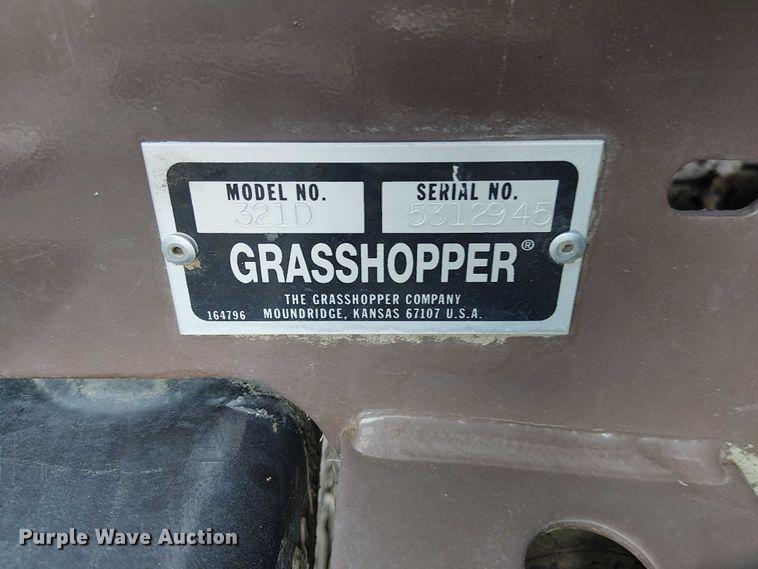 MODEL NO. SERIAL NO.
321D 5312945
GRASSHOPPER®
THE GRASSHOPPER COMPANY
164796 MOUNDRIDGE, KANSAS 67107 U.S.A.
Purple Wave Auction